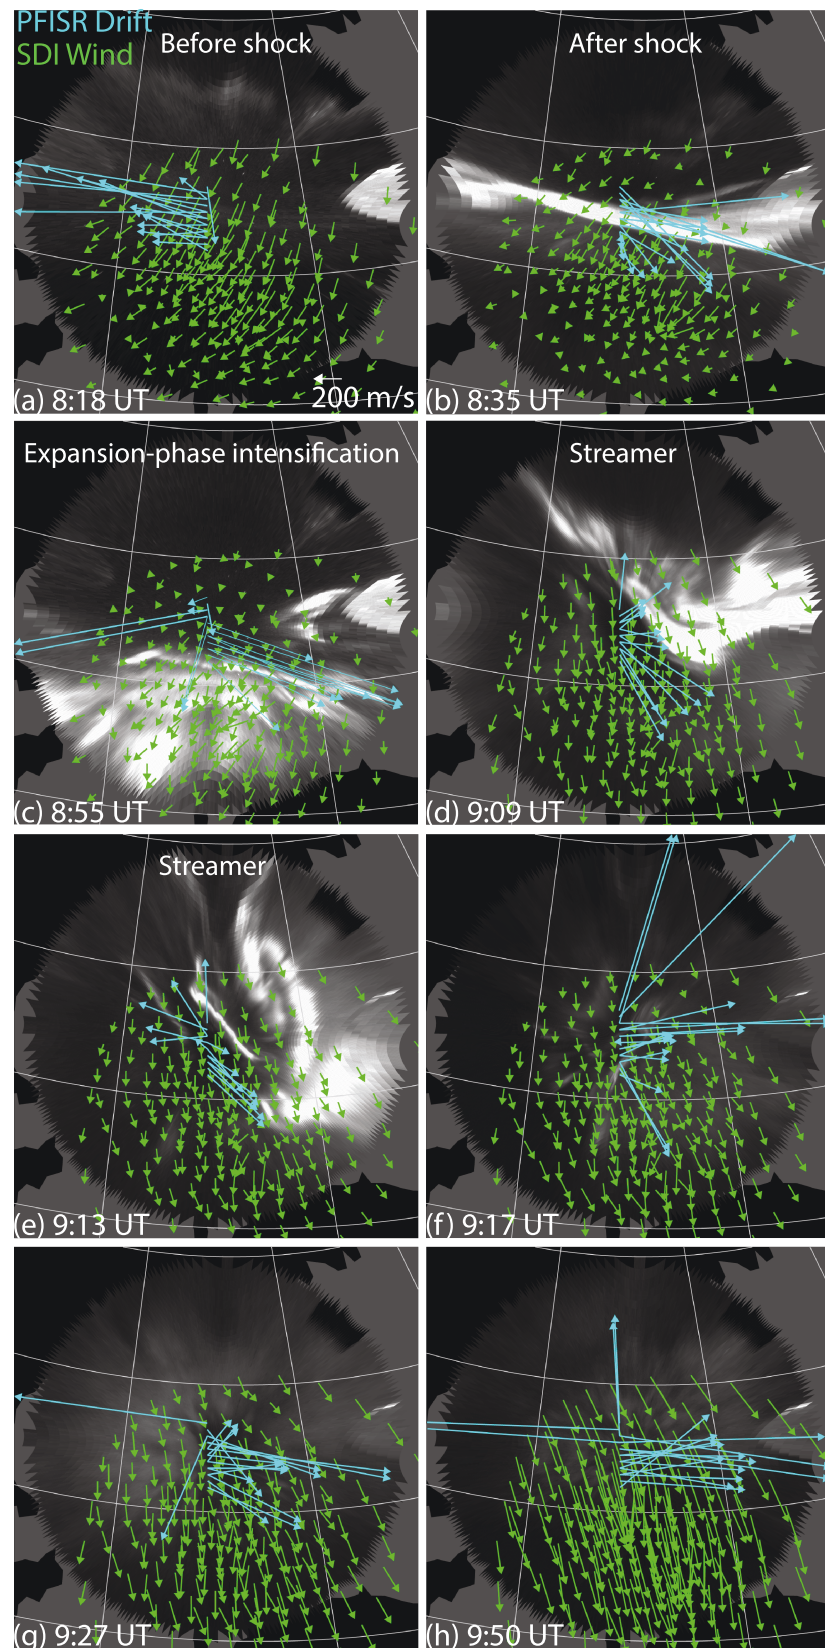 PFISR Drift
SDI Wind
Before shock
200 m/s
(a) 8:18 UT
After shock
(b) 8:35 UT
Expansion-phase intensification
(c) 8:55 UT
Streamer
(d) 9:09 UT
Streamer
(e) 9:13 UT
(f) 9:17 UT
(g) 9:27 UT
(h) 9:50 UT